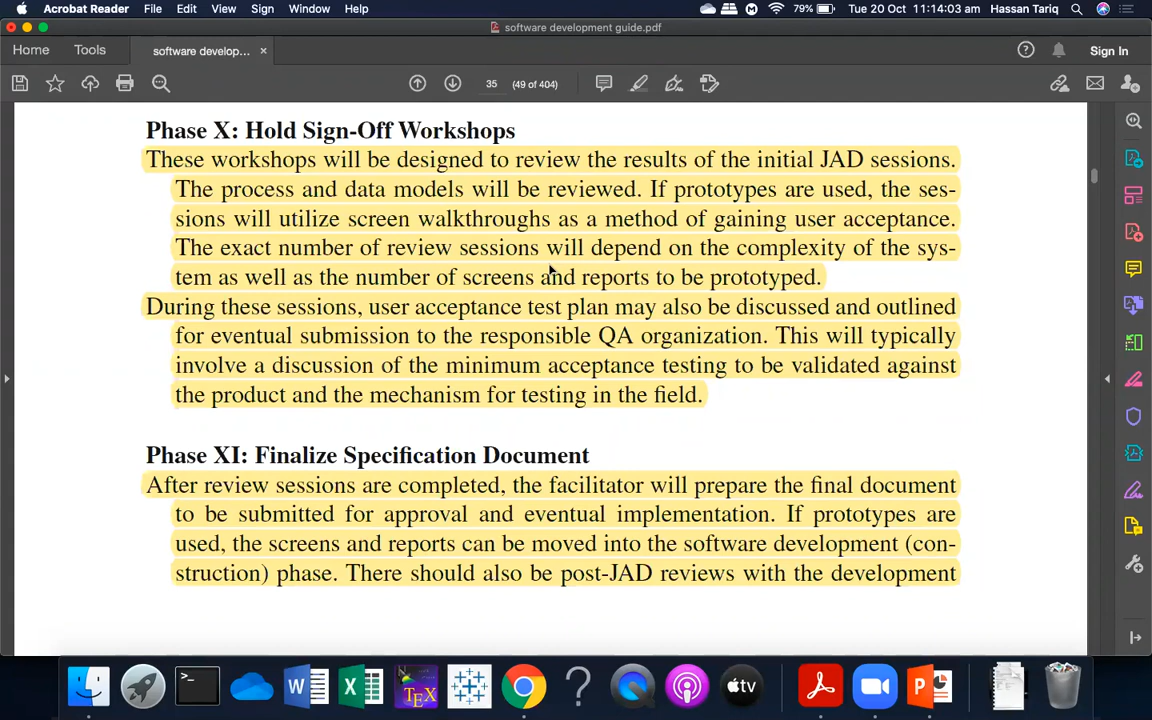 Acrobat Reader File Edit View Sign Window Help 79% Tue 20 Oct 11:14:03 am Hassan Tariq
software development guide.pdf
Home Tools software develop... × Sign In
35 (49 of 404)
Phase X: Hold Sign-Off Workshops
These workshops will be designed to review the results of the initial JAD sessions.
The process and data models will be reviewed. If prototypes are used, the ses-
sions will utilize screen walkthroughs as a method of gaining user acceptance.
The exact number of review sessions will depend on the complexity of the sys-
tem as well as the number of screens and reports to be prototyped.
During these sessions, user acceptance test plan may also be discussed and outlined
for eventual submission to the responsible QA organization. This will typically
involve a discussion of the minimum acceptance testing to be validated against
the product and the mechanism for testing in the field.
Phase XI: Finalize Specification Document
After review sessions are completed, the facilitator will prepare the final document
to be submitted for approval and eventual implementation. If prototypes are
used, the screens and reports can be moved into the software development (con-
struction) phase. There should also be post-JAD reviews with the development
W X TEX ? tv P